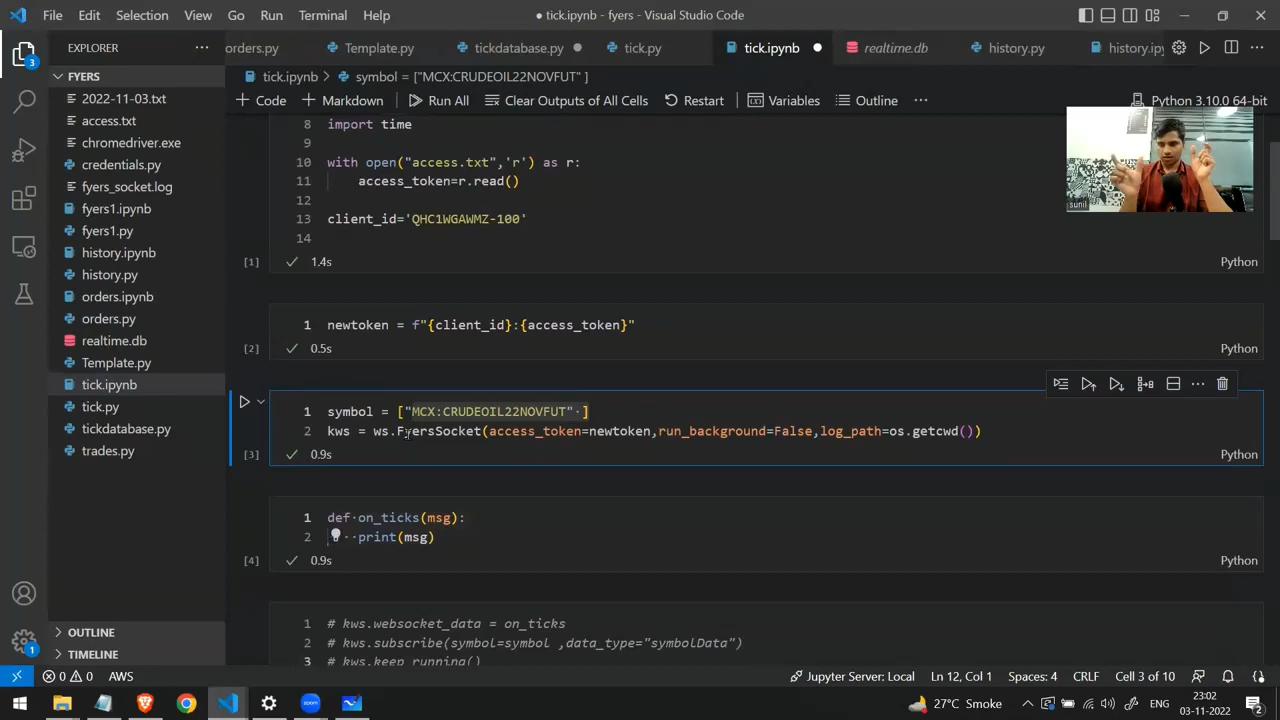 File Edit Selection View Go Run Terminal Help
● tick.ipynb - fyers - Visual Studio Code
EXPLORER
orders.py Template.py tickdatabase.py tick.py tick.ipynb realtime.db history.py history.ipy
FYERS
tick.ipynb > symbol = ["MCX:CRUDEOIL22NOVFUT" ]
2022-11-03.txt
access.txt
chromedriver.exe
credentials.py
fyers_socket.log
fyers1.ipynb
fyers1.py
history.ipynb
history.py
orders.ipynb
orders.py
realtime.db
Template.py
tick.ipynb
tick.py
tickdatabase.py
trades.py
OUTLINE
TIMELINE
+ Code + Markdown Run All Clear Outputs of All Cells Restart Variables Outline ··· Python 3.10.0 64-bit
8 import time
9
10 with open("access.txt",'r') as r:
11 access_token=r.read()
12
13 client_id='QHC1WGAWMZ-100'
14
[1] 1.4s Python
1 newtoken = f"{client_id}:{access_token}"
[2] 0.5s Python
1 symbol = ["MCX:CRUDEOIL22NOVFUT"·]
2 kws = ws.FyersSocket(access_token=newtoken,run_background=False,log_path=os.getcwd())
[3] 0.9s Python
1 def·on_ticks(msg):
2 ··print(msg)
[4] 0.9s Python
1 # kws.websocket_data = on_ticks
2 # kws.subscribe(symbol=symbol ,data_type="symbolData")
3 # kws.keep_running()
sunil
3
1
0 0 AWS Jupyter Server: Local Ln 12, Col 1 Spaces: 4 CRLF Cell 3 of 10
zoom
27°C Smoke ENG 23:02
03-11-2022
2